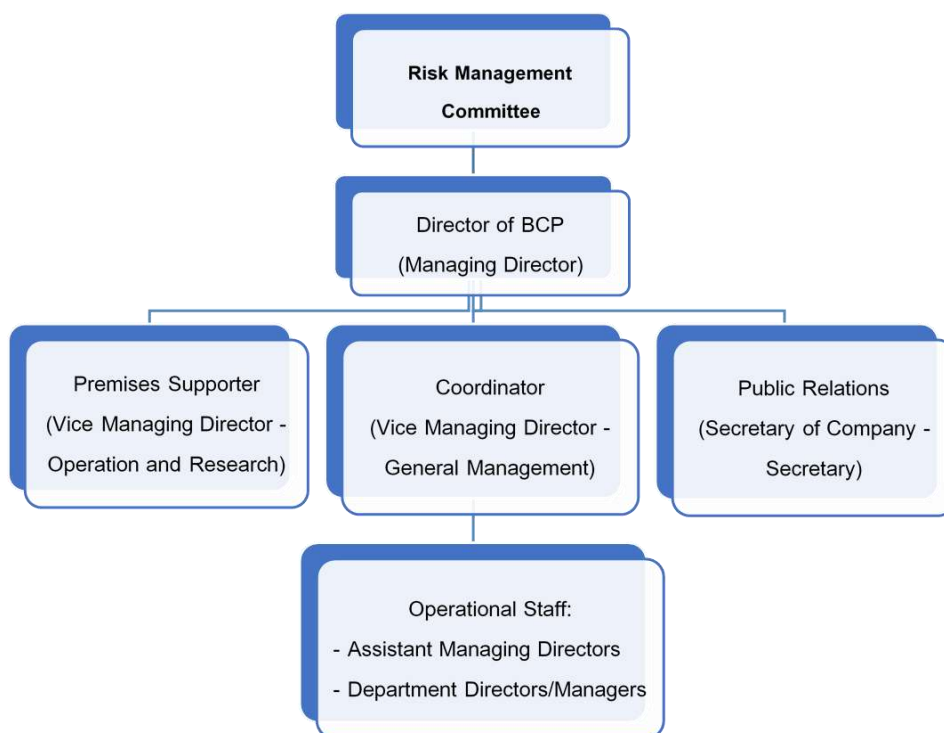 Risk Management
Committee
Director of BCP
(Managing Director)
Premises Supporter
(Vice Managing Director -
Operation and Research)
Coordinator
(Vice Managing Director -
General Management)
Public Relations
(Secretary of Company -
Secretary)
Operational Staff:
- Assistant Managing Directors
- Department Directors/Managers